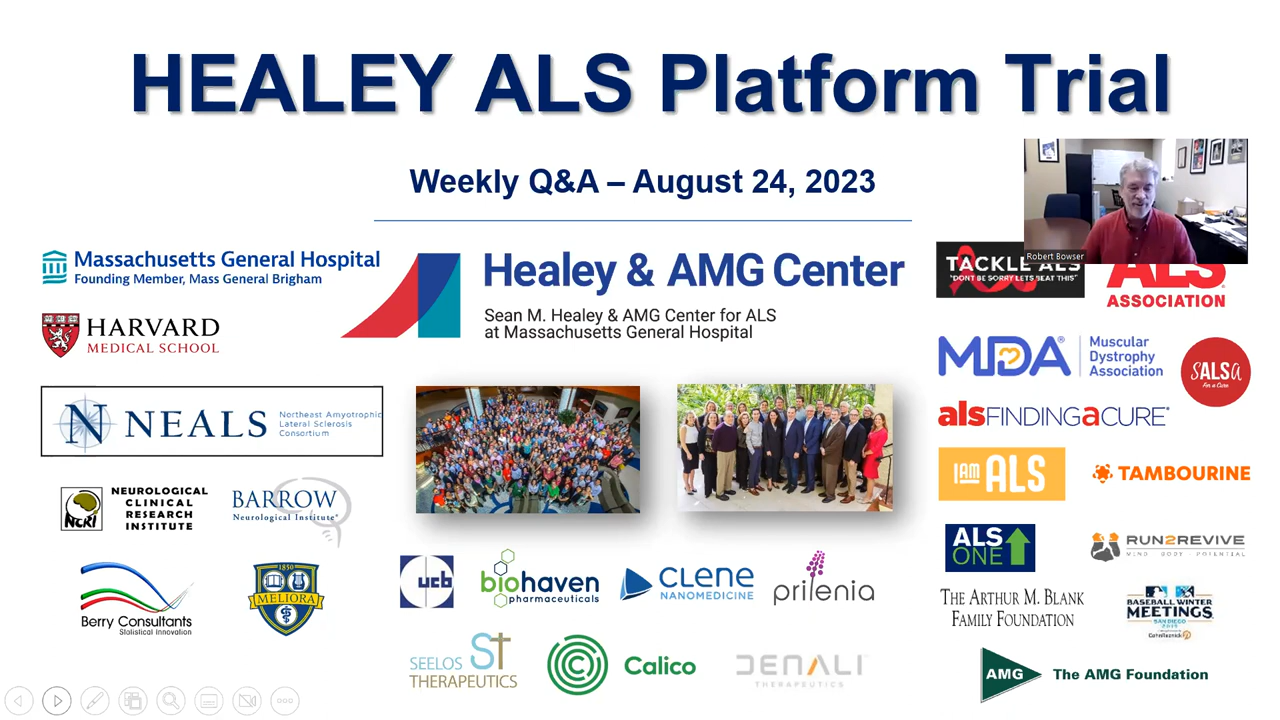 HEALEY ALS Platform Trial
Weekly Q&A – August 24, 2023
Robert Bowser
Massachusetts General Hospital
Founding Member, Mass General Brigham
HARVARD
MEDICAL SCHOOL
NEALS
Northeast Amyotrophic
Lateral Sclerosis
Consortium
NCRI
NEUROLOGICAL
CLINICAL
RESEARCH
INSTITUTE
BARROW
Neurological Institute®
Berry Consultants
Statistical Innovation
1850
MELIORA
Healey & AMG Center
Sean M. Healey & AMG Center for ALS
at Massachusetts General Hospital
ucb
biohaven
pharmaceuticals
CLENE
NANOMEDICINE
prilenia
SEELOS
THERAPEUTICS
St
Calico
DENALI
THERAPEUTICS
TACKLE ALS
"DONT BE SORRY LETS BEAT THIS"
ALS
ASSOCIATION
MDA®
Muscular
Dystrophy
Association
sALSa
For a Cure
alsFINDINGaCURE®
I AM
ALS
TAMBOURINE
ALS
ONE
RUN2REVIVE
MIND · BODY · POTENTIAL
THE ARTHUR M. BLANK
FAMILY FOUNDATION
BASEBALL WINTER
MEETINGS
SAN DIEGO
2019
AMG
The AMG Foundation